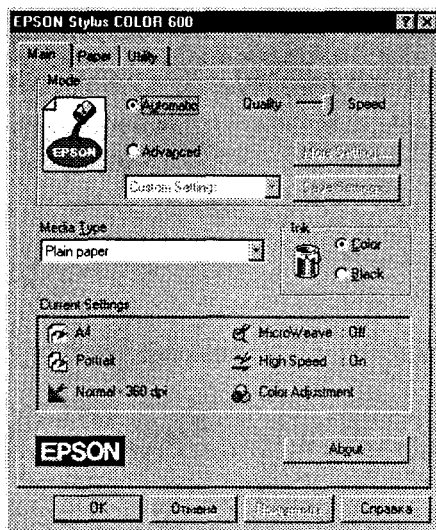 EPSON Stylus COLOR 600
Main Paper Utility
Mode
EPSON
Automatic
Quality Speed
Advanced
More Settings...
Custom Settings
Save Settings...
Media Type
Plain paper
Ink
Color
Black
Current Settings
A4 MicroWeave : Off
Portrait High Speed : On
Normal - 360 dpi Color Adjustment
EPSON
About
OK Отмена Применить Справка